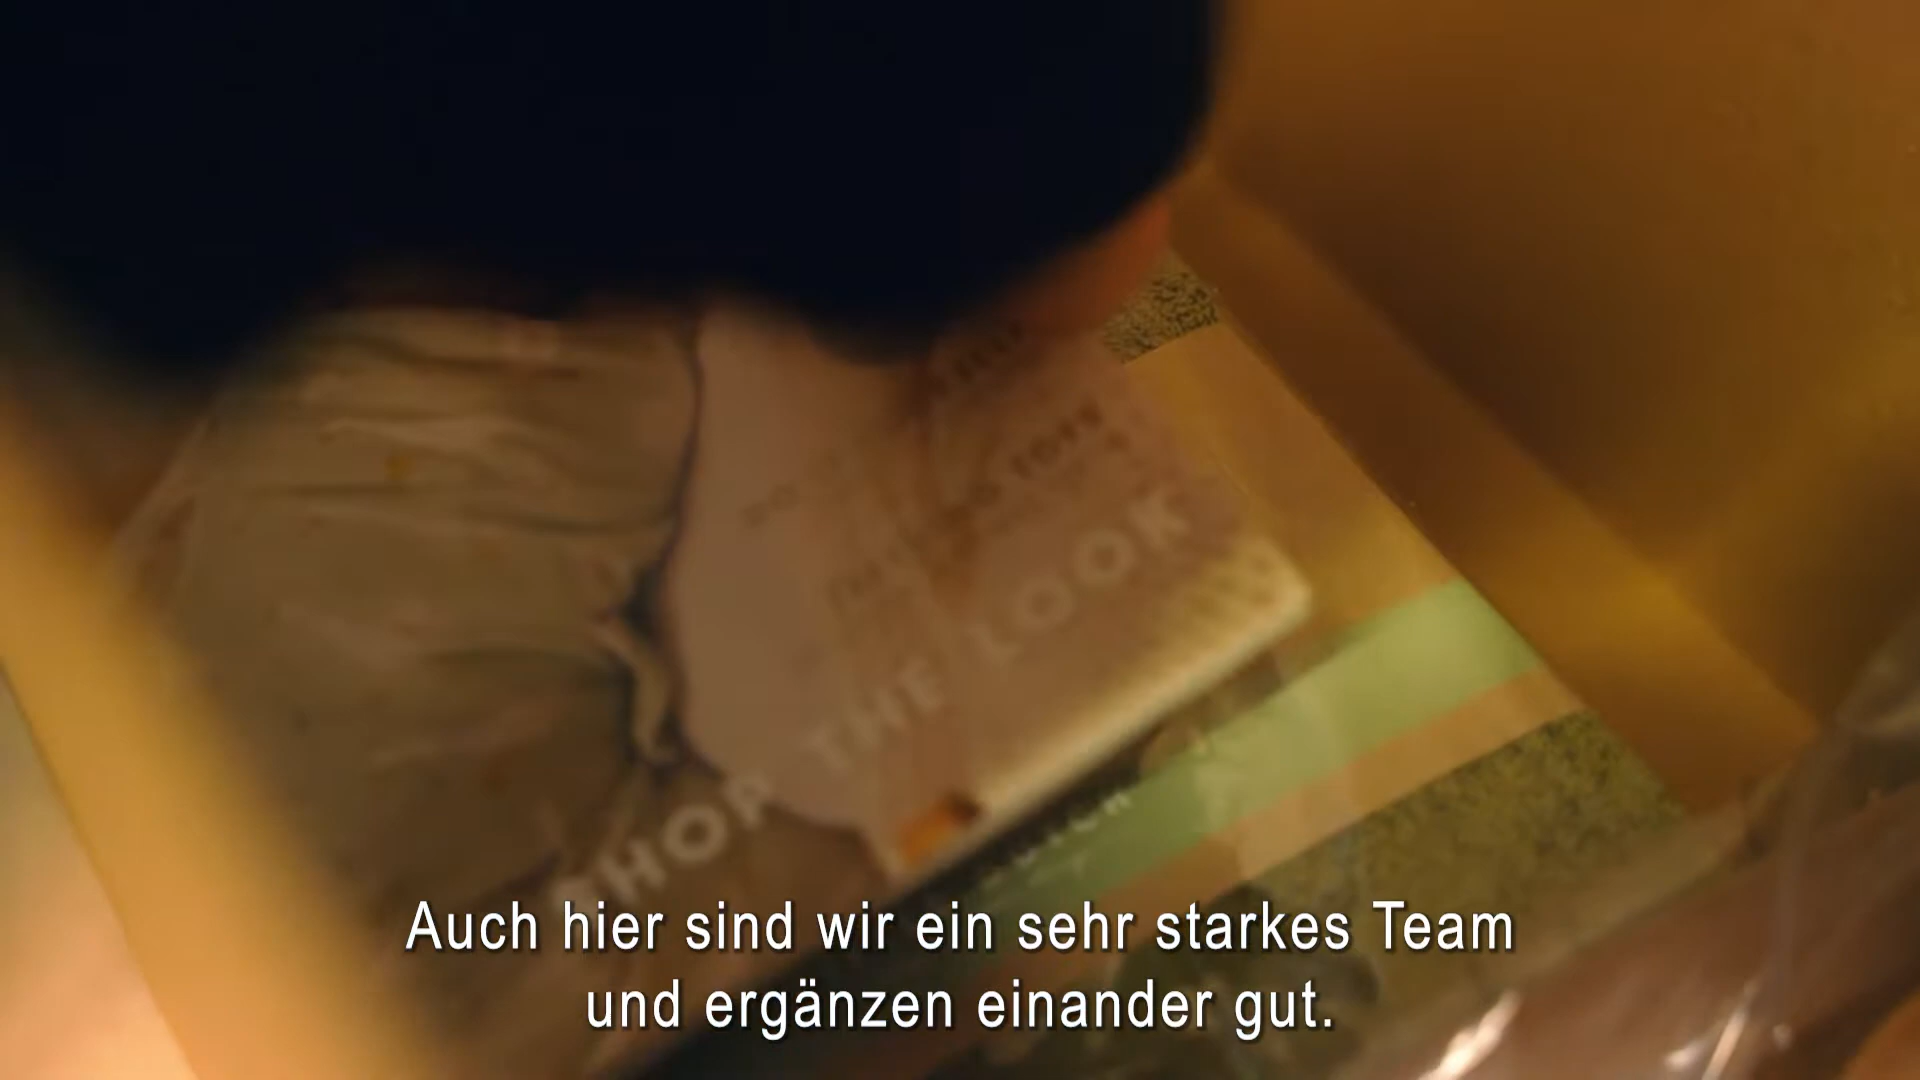 SHOP THE LOOK
Auch hier sind wir ein sehr starkes Team
und ergänzen einander gut.